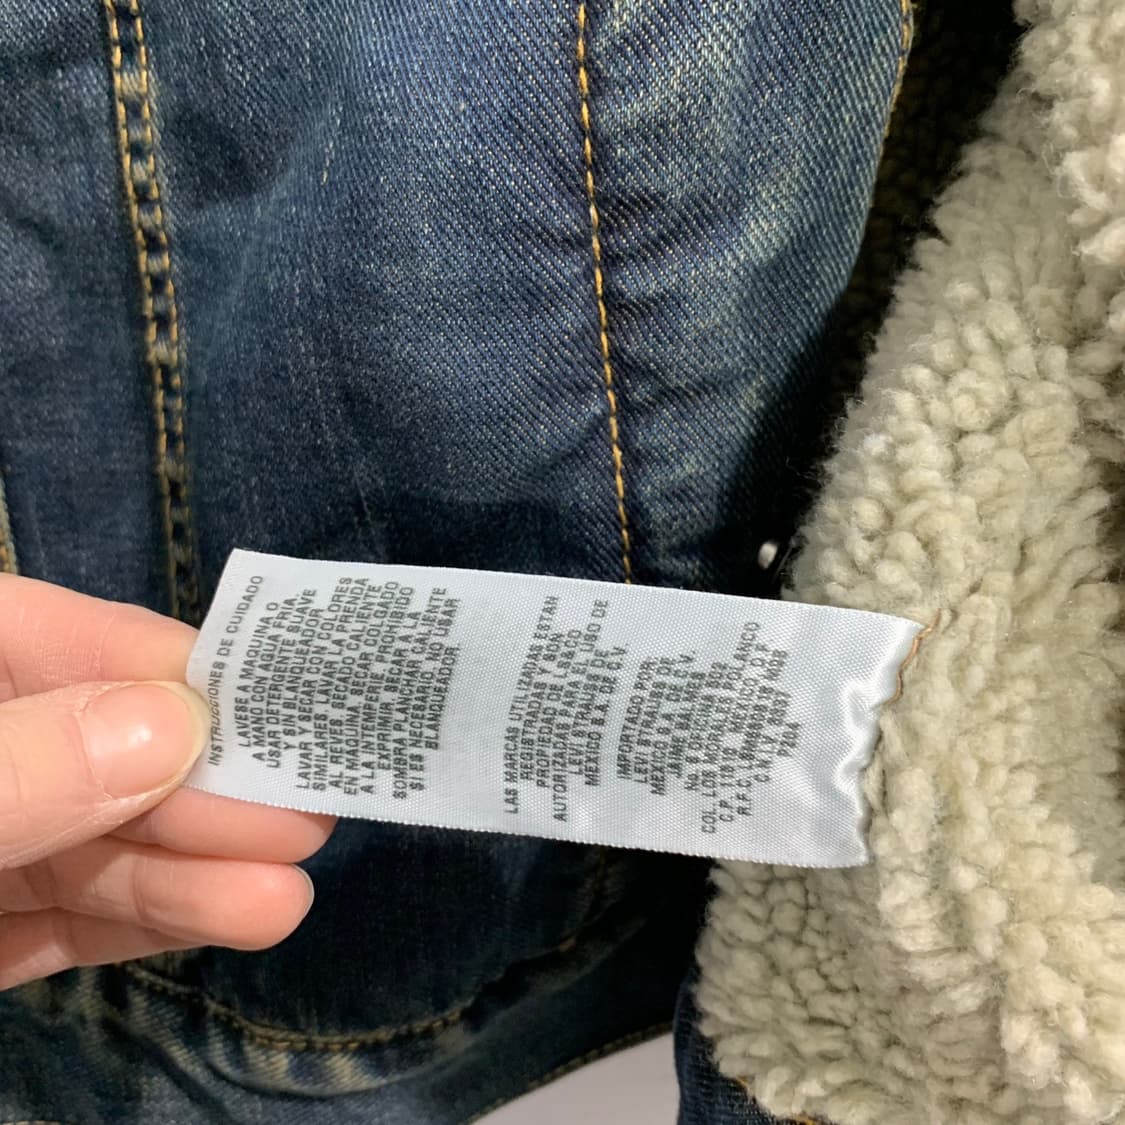 INSTRUCCIONES DE CUIDADO
LAVESE A MAQUINA O
A MANO CON AGUA FRIA.
USAR DETERGENTE SUAVE
Y SIN BLANQUEADOR
LAVAR Y SECAR CON
SIMILARES LAVAR COLORES
AL REVES. LA PRENDA
EN MAQUINA, SECADO CALIENTE
A LA INTEMPERIE, SECAR COLGADO
EXPRIMIR, PROHIBIDO
SOMBRA PLANCHAR A LA
SI ES NECESARIO. CALIENTE
BLANQUEADOR. NO USAR
LAS MARCAS UTILIZADAS ESTAN
REGISTRADAS Y SON
PROPIEDAD DE LS&CO
AUTORIZADAS PARA EL USO DE
LEVI STRAUSS DE
MEXICO S.A. DE C.V.
IMPORTADO POR:
LEVI STRAUSS DE
MEXICO S.A. DE C.V.
JAIME BALMES
No. 8 OFICINA 802
COL. LOS MORALES POLANCO
C.P. MEXICO, D.F.
R.F.C.